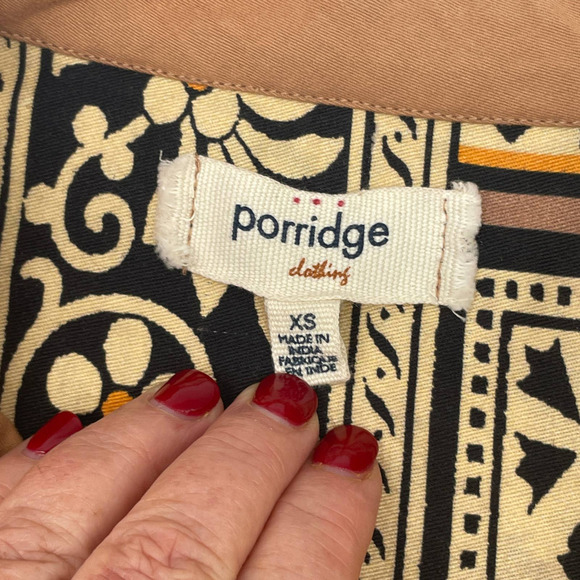 porridge
clothing
XS
MADE IN
INDIA
FABRIQUÉ
EN INDE